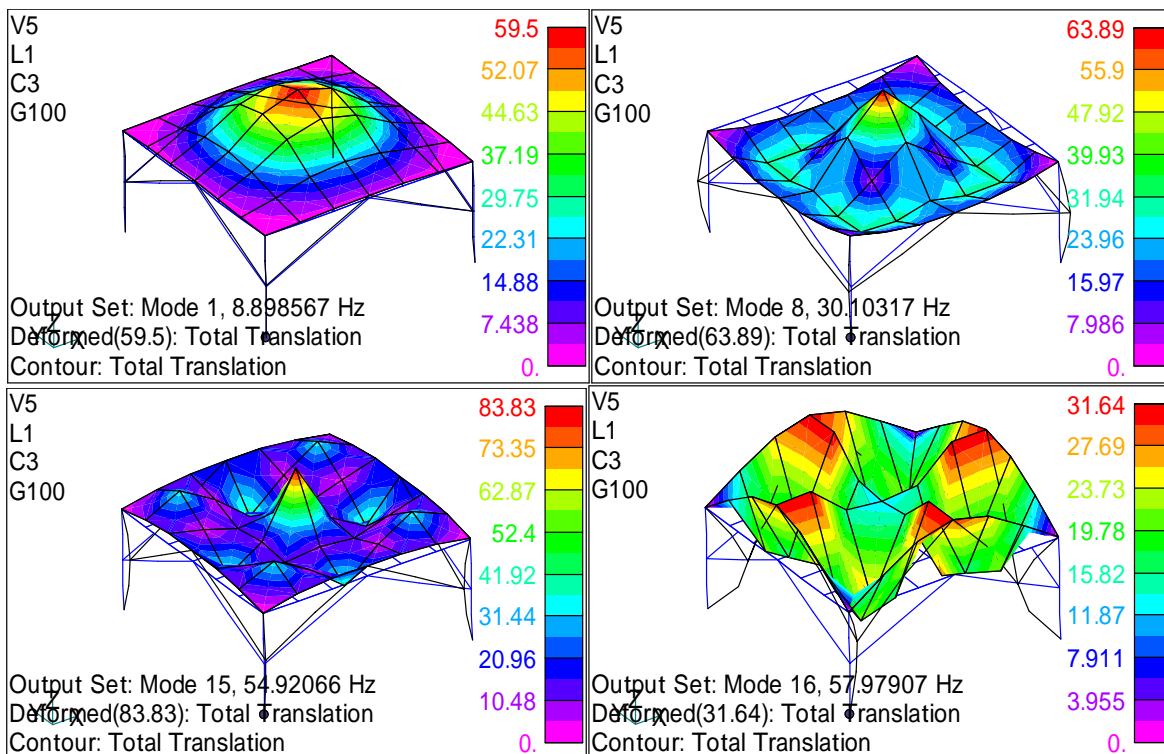 V5
L1
C3
G100
59.5
52.07
44.63
37.19
29.75
22.31
14.88
7.438
0.
Output Set: Mode 1, 8.898567 Hz
Deformed(59.5): Total Translation
Contour: Total Translation
Z
Y X
V5
L1
C3
G100
63.89
55.9
47.92
39.93
31.94
23.96
15.97
7.986
0.
Output Set: Mode 8, 30.10317 Hz
Deformed(63.89): Total Translation
Contour: Total Translation
Z
Y X
V5
L1
C3
G100
83.83
73.35
62.87
52.4
41.92
31.44
20.96
10.48
0.
Output Set: Mode 15, 54.92066 Hz
Deformed(83.83): Total Translation
Contour: Total Translation
Z
Y X
V5
L1
C3
G100
31.64
27.69
23.73
19.78
15.82
11.87
7.911
3.955
0.
Output Set: Mode 16, 57.97907 Hz
Deformed(31.64): Total Translation
Contour: Total Translation
Z
Y X